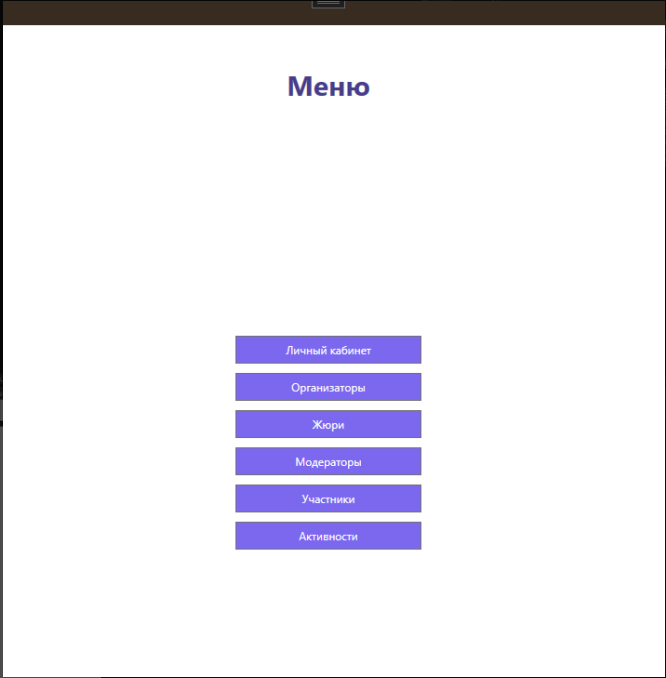 Меню
Личный кабинет
Организаторы
Жюри
Модераторы
Участники
Активности